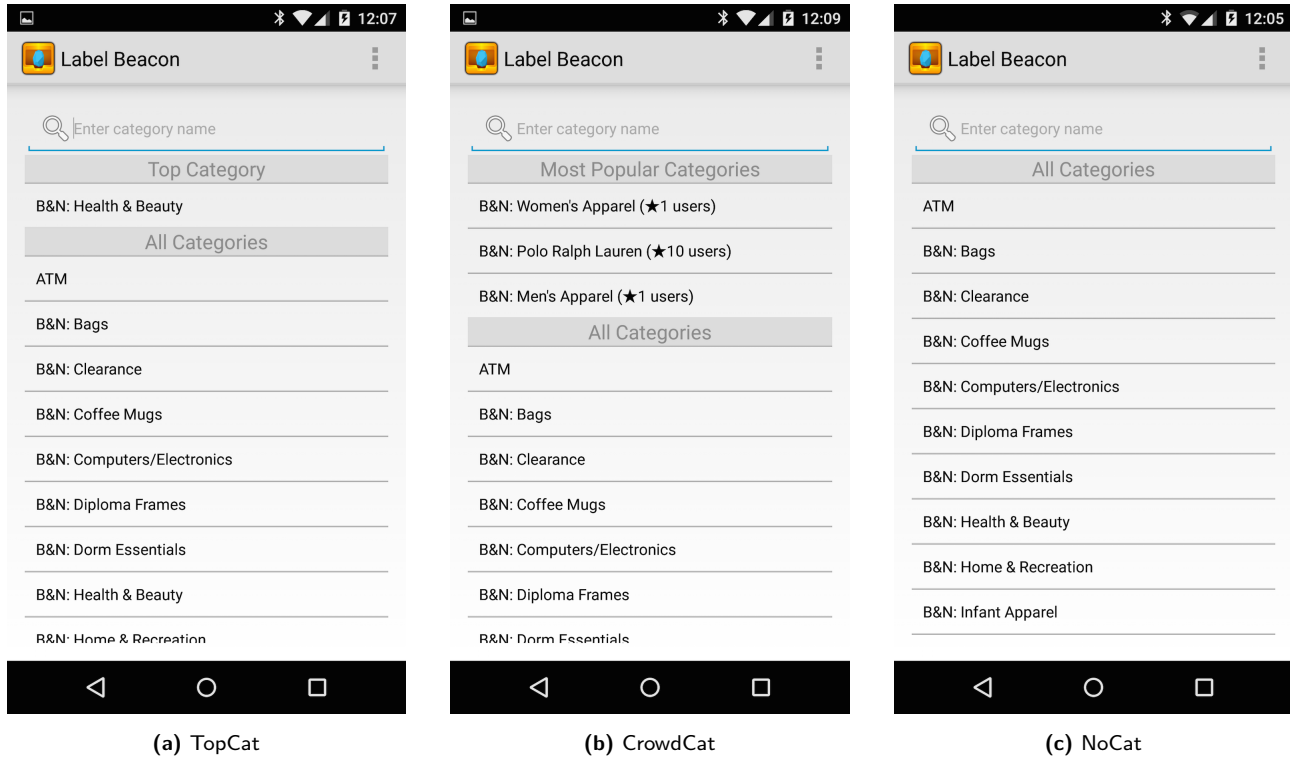 12:07
Label Beacon
Enter category name
Top Category
B&N: Health & Beauty
All Categories
ATM
B&N: Bags
B&N: Clearance
B&N: Coffee Mugs
B&N: Computers/Electronics
B&N: Diploma Frames
B&N: Dorm Essentials
B&N: Health & Beauty
B&N: Home & Recreation
(a) TopCat
12:09
Label Beacon
Enter category name
Most Popular Categories
B&N: Women's Apparel (★1 users)
B&N: Polo Ralph Lauren (★10 users)
B&N: Men's Apparel (★1 users)
All Categories
ATM
B&N: Bags
B&N: Clearance
B&N: Coffee Mugs
B&N: Computers/Electronics
B&N: Diploma Frames
B&N: Dorm Essentials
(b) CrowdCat
12:05
Label Beacon
Enter category name
All Categories
ATM
B&N: Bags
B&N: Clearance
B&N: Coffee Mugs
B&N: Computers/Electronics
B&N: Diploma Frames
B&N: Dorm Essentials
B&N: Health & Beauty
B&N: Home & Recreation
B&N: Infant Apparel
(c) NoCat